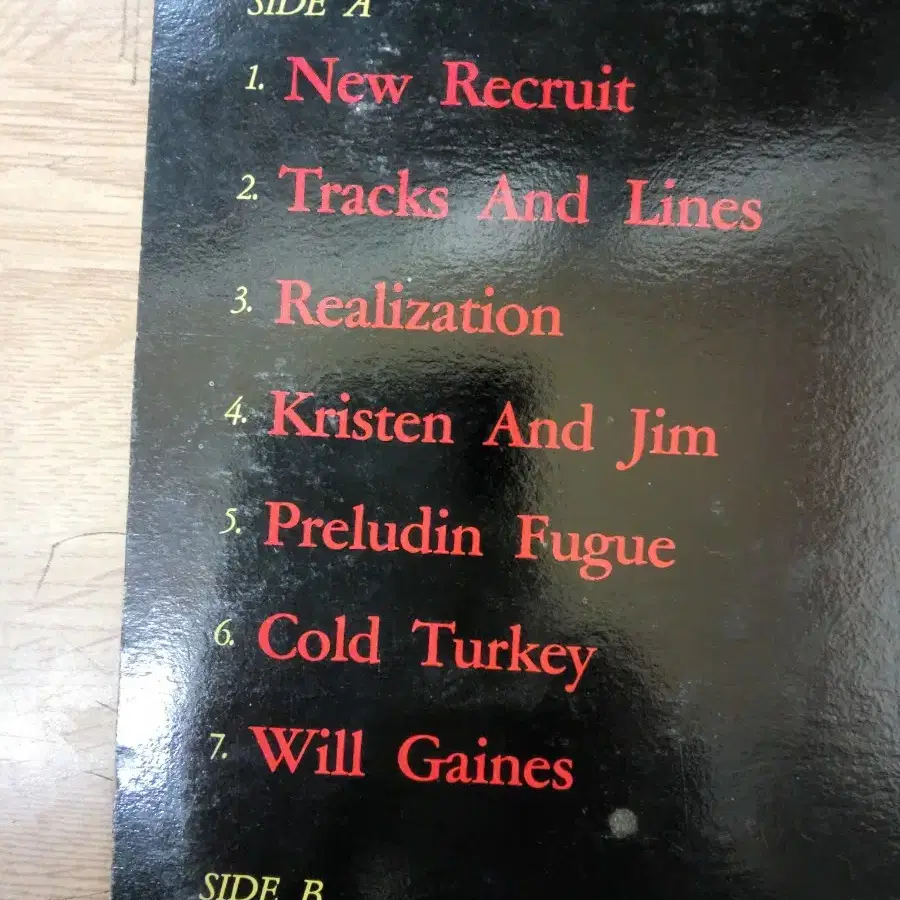 SIDE A
1. New Recruit
2. Tracks And Lines
3. Realization
4. Kristen And Jim
5. Preludin Fugue
6. Cold Turkey
7. Will Gaines
SIDE B